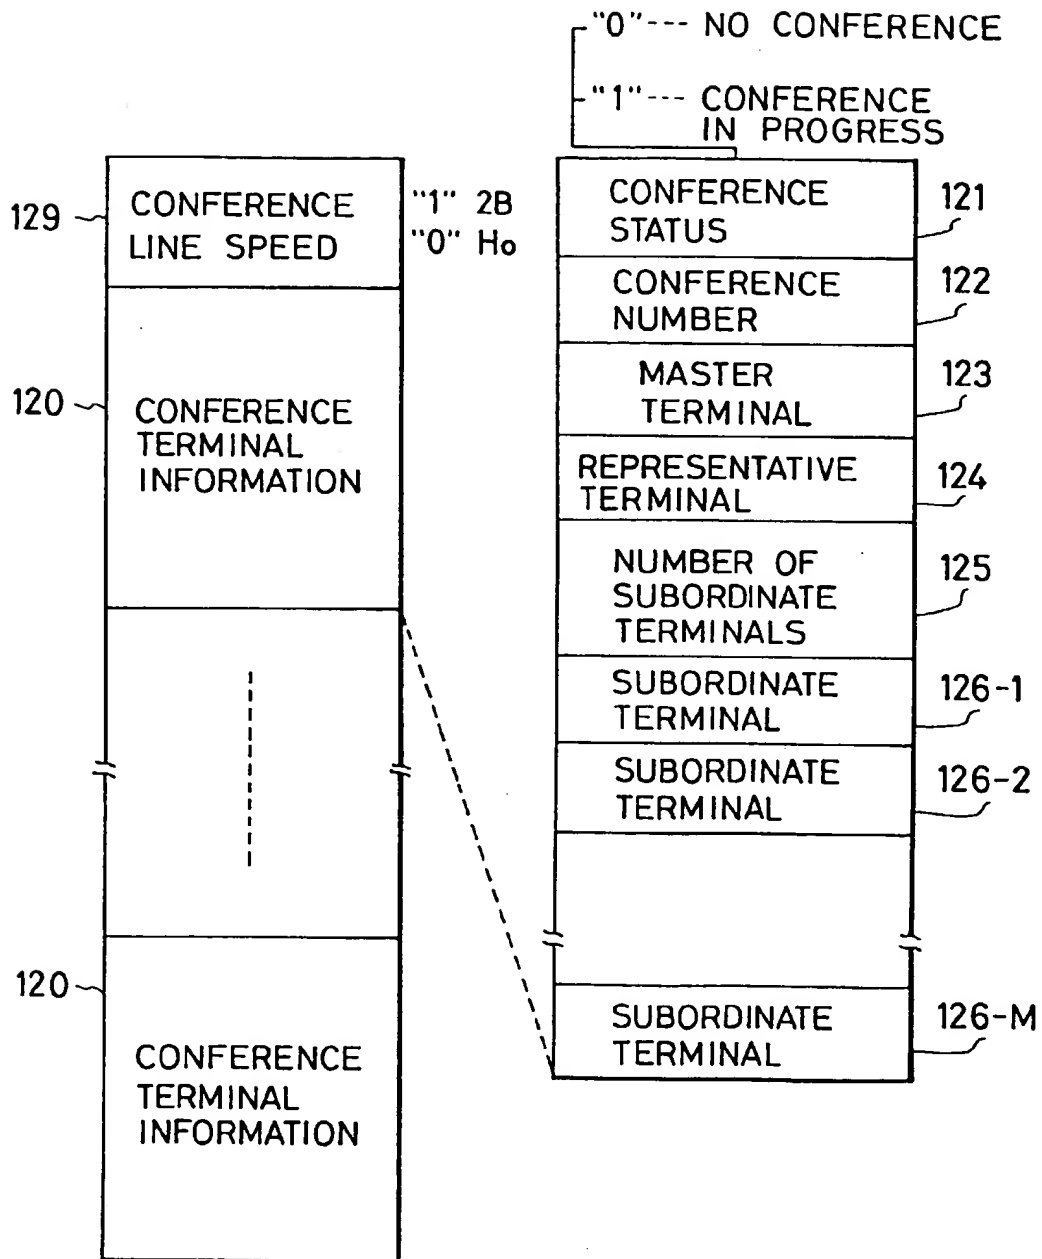 "0"--- NO CONFERENCE
"1"--- CONFERENCE
IN PROGRESS
129
CONFERENCE
LINE SPEED
"1" 2B
"0" Ho
120
CONFERENCE
TERMINAL
INFORMATION
120
CONFERENCE
TERMINAL
INFORMATION
CONFERENCE
STATUS
121
CONFERENCE
NUMBER
122
MASTER
TERMINAL
123
REPRESENTATIVE
TERMINAL
124
NUMBER OF
SUBORDINATE
TERMINALS
125
SUBORDINATE
TERMINAL
126-1
SUBORDINATE
TERMINAL
126-2
SUBORDINATE
TERMINAL
126-M